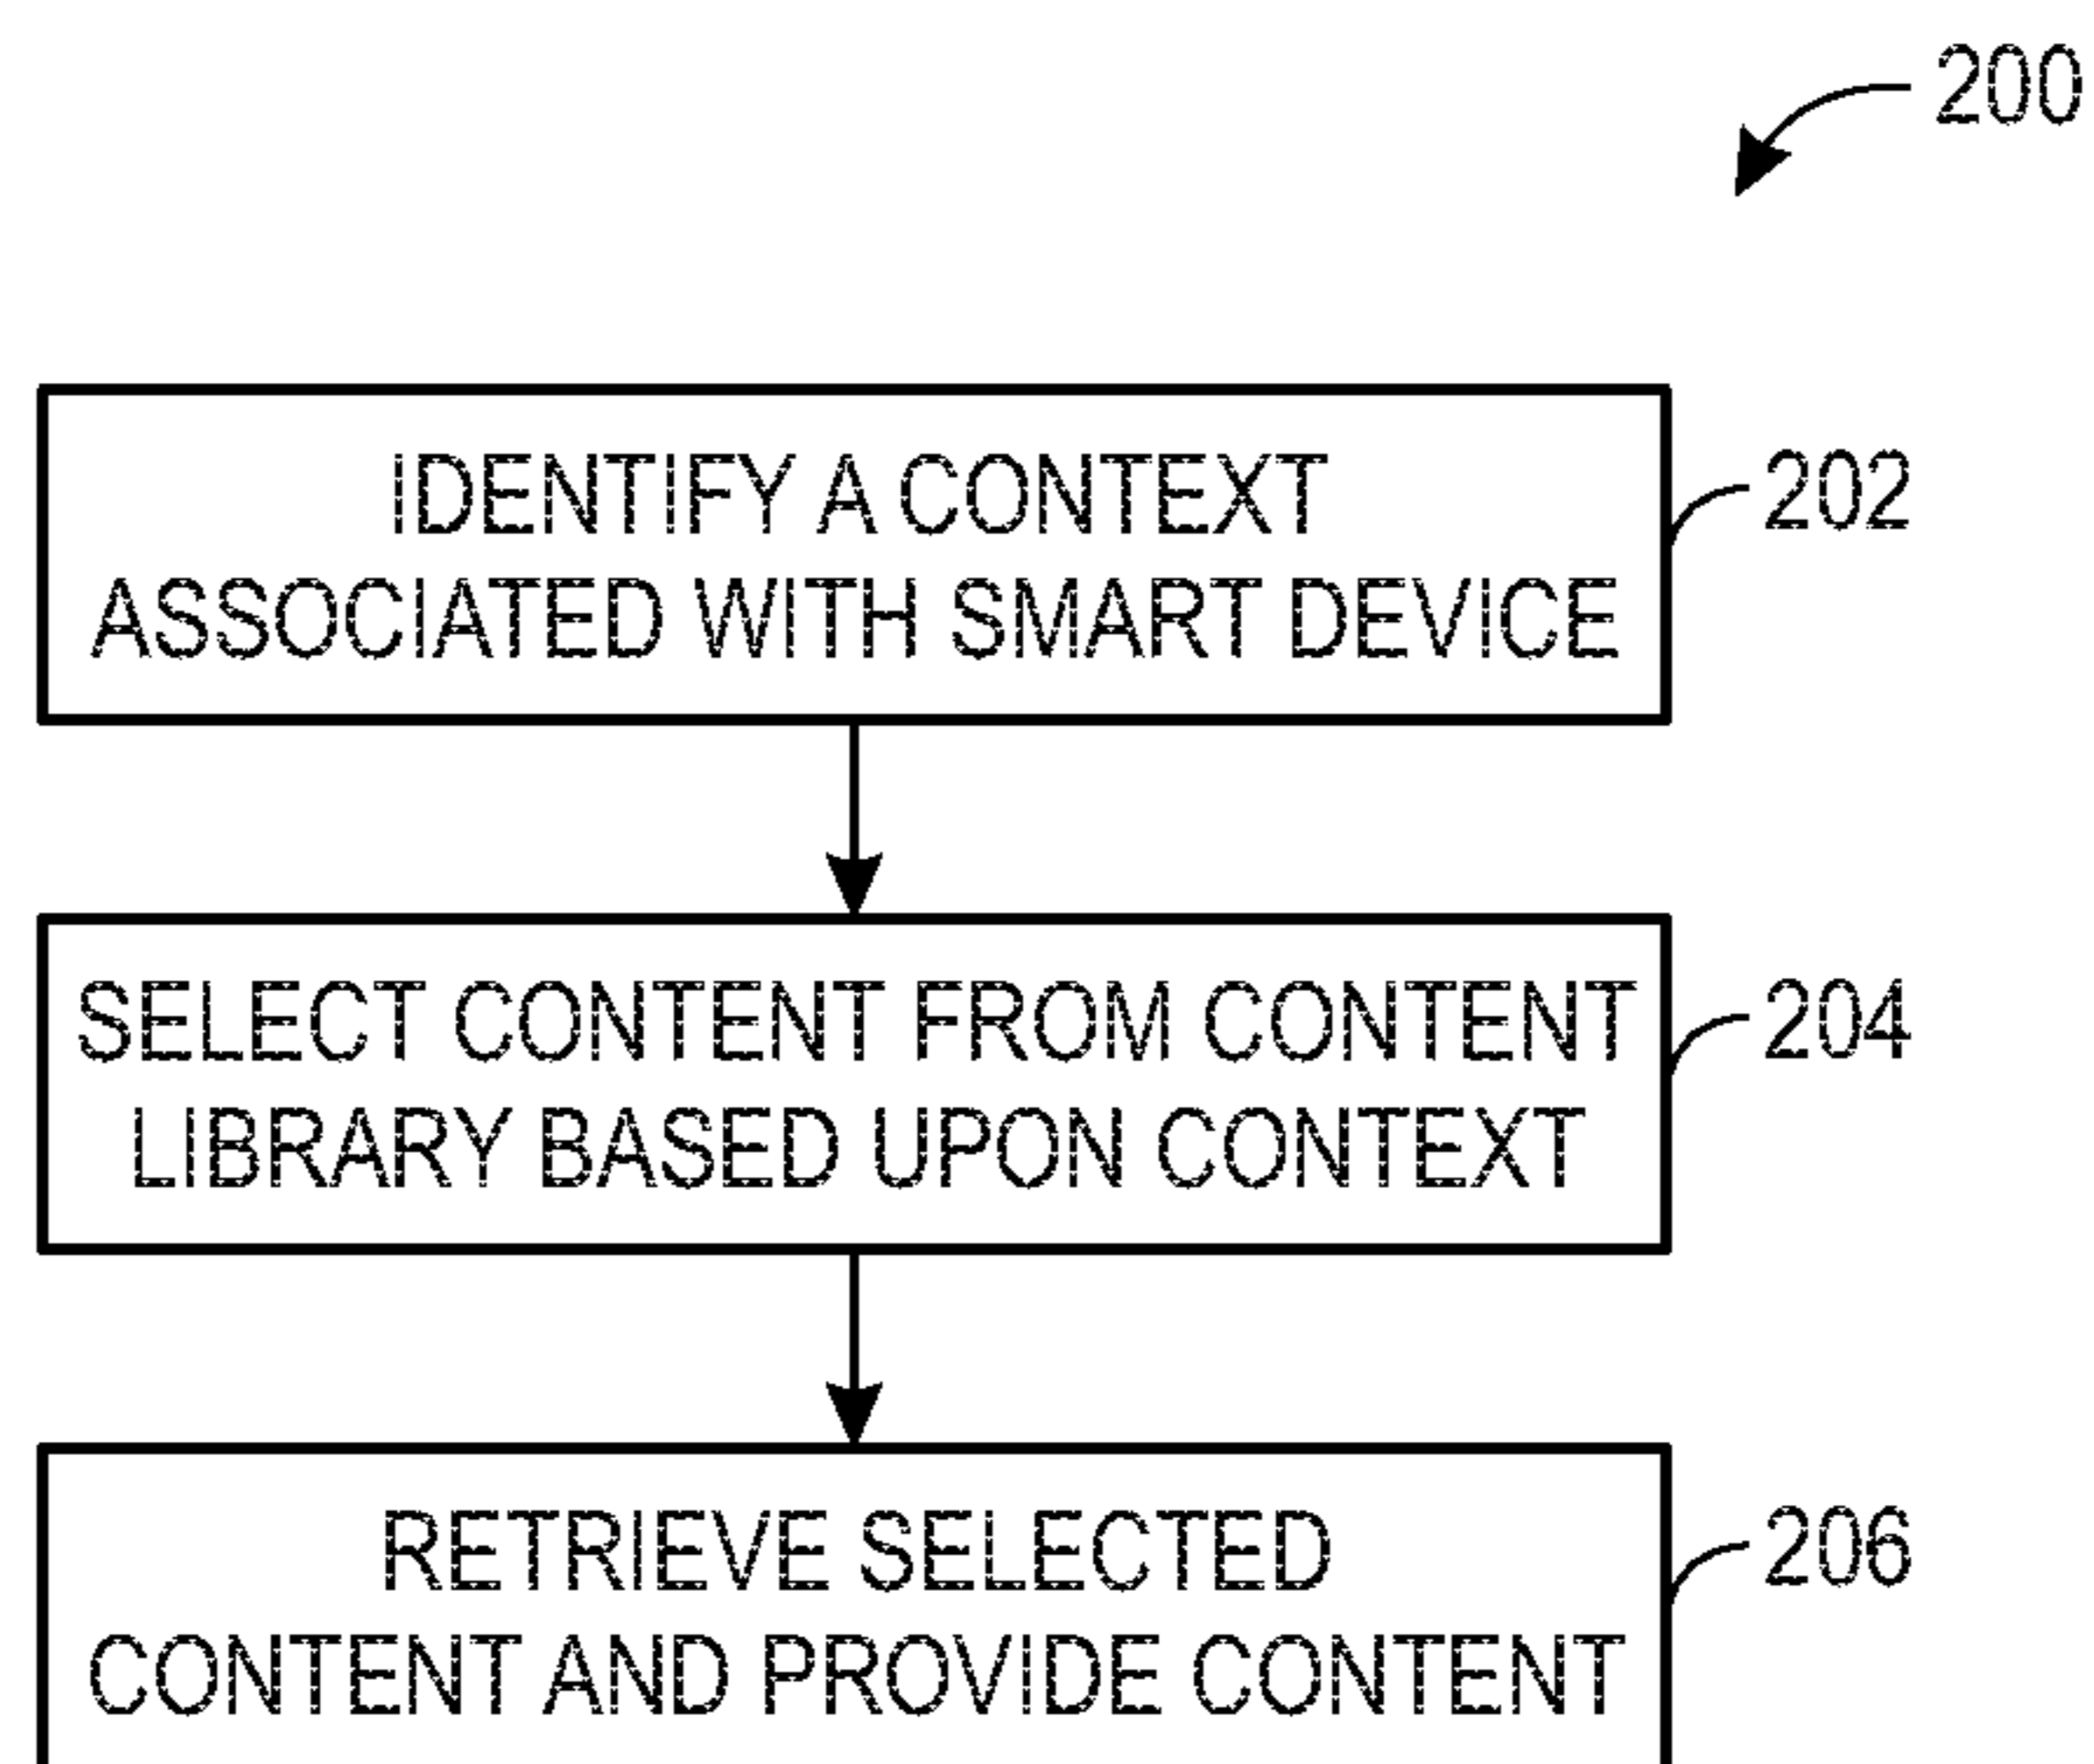 200
IDENTIFY A CONTEXT
ASSOCIATED WITH SMART DEVICE
202
SELECT CONTENT FROM CONTENT
LIBRARY BASED UPON CONTEXT
204
RETRIEVE SELECTED
CONTENT AND PROVIDE CONTENT
206